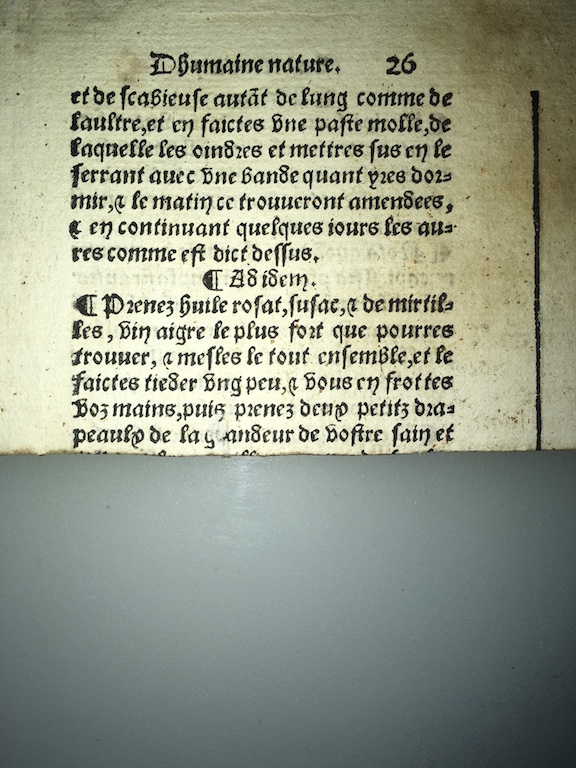 Dhumaine nature. 26
et de scabieuse autãt de lung comme de
laultre,et en faictes vne paste molle,de
laquelle les oindres et mettres sus en le
serrant auec vne bande quant yres dor⸗
mir,⁊ le matin ce trouueront amendees,
⁊ en continuant quelques iours les au⸗
res comme est dict dessus.
¶ Ad idem.
¶ Prenez huile rosat,susac,⁊ de mirtil⸗
les, vin aigre le plus fort que pourres
trouuer, ⁊ mesles le tout ensemble,et le
faictes tieder vng peu,⁊ vous en frottes
voz mains,puis prenez deux petitz dra⸗
peaulx de la grandeur de vostre sain et